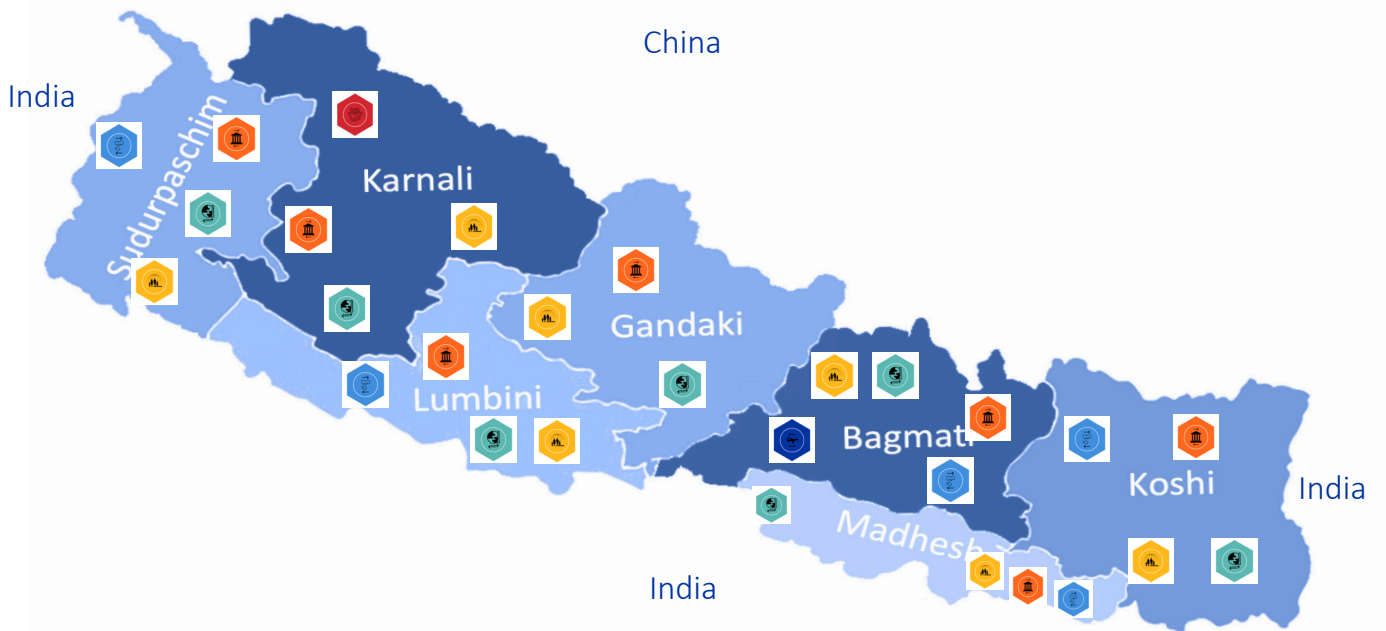 China
India
Sudurpaschim
Karnali
Gandaki
Lumbini
Bagmati
Koshi
India
Madhesh
India